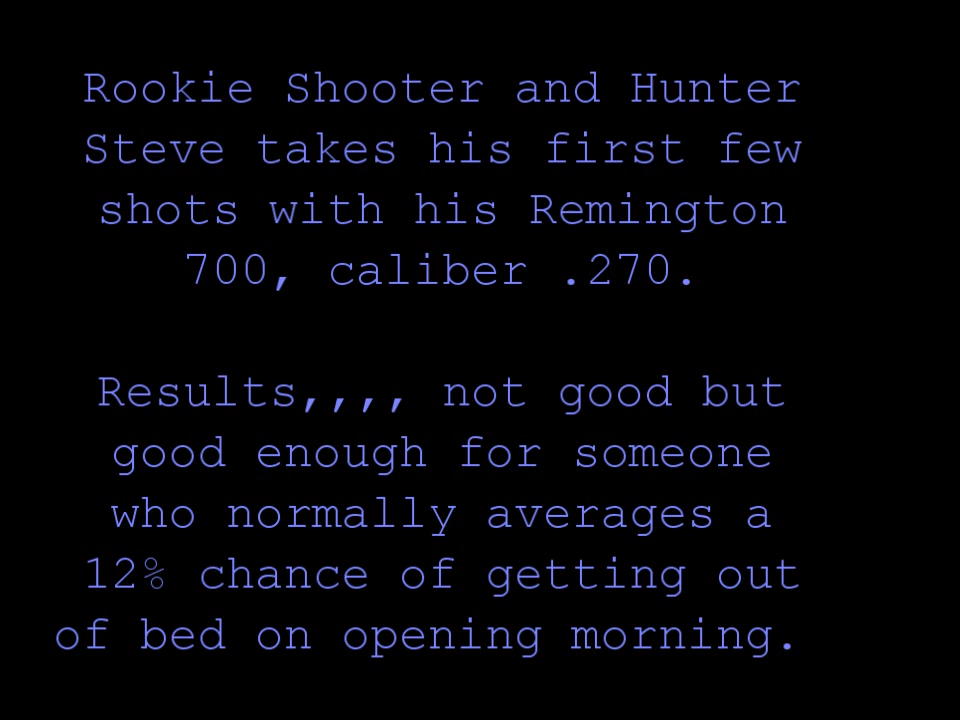 Rookie Shooter and Hunter
Steve takes his first few
shots with his Remington
700, caliber .270.
Results,,,, not good but
good enough for someone
who normally averages a
12% chance of getting out
of bed on opening morning.